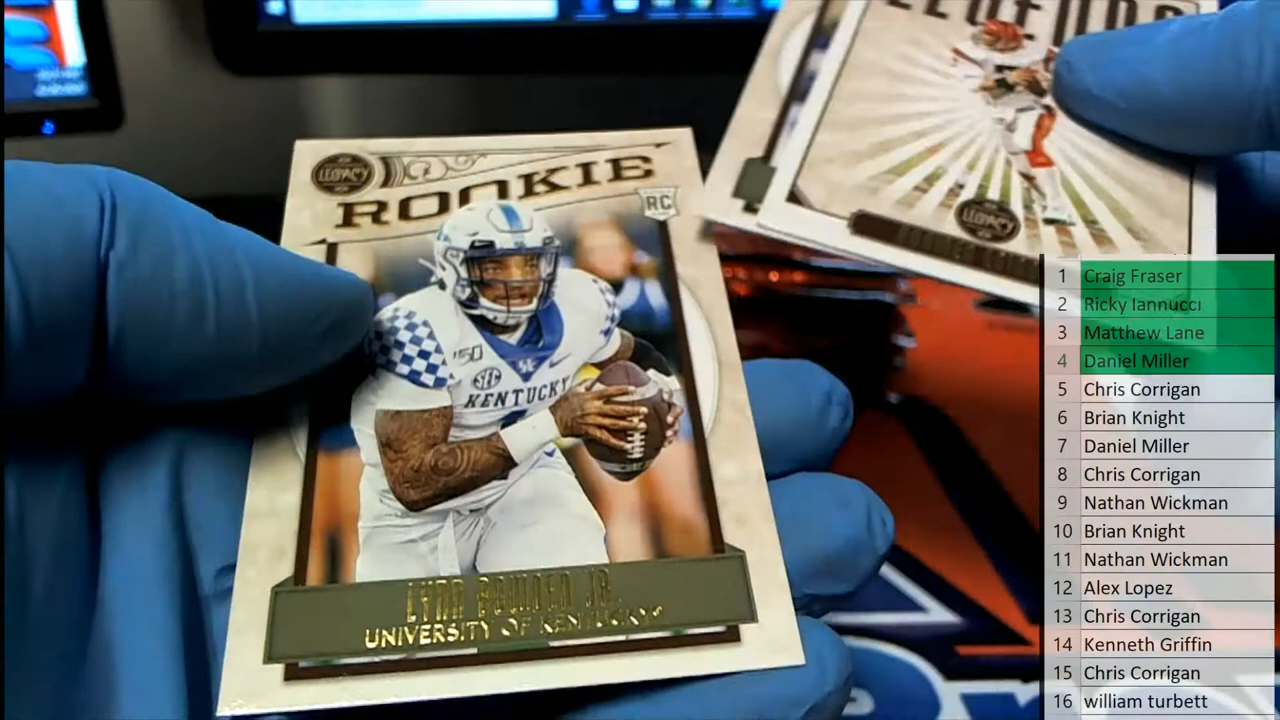 LEGACY
ROOKIE
RC
150
SEC
UK
KENTUCKY
LYNN BOWDEN JR.
UNIVERSITY OF KENTUCKY
LEGENDS
LEGACY
1 Craig Fraser
2 Ricky Iannucci
3 Matthew Lane
4 Daniel Miller
5 Chris Corrigan
6 Brian Knight
7 Daniel Miller
8 Chris Corrigan
9 Nathan Wickman
10 Brian Knight
11 Nathan Wickman
12 Alex Lopez
13 Chris Corrigan
14 Kenneth Griffin
15 Chris Corrigan
16 william turbett